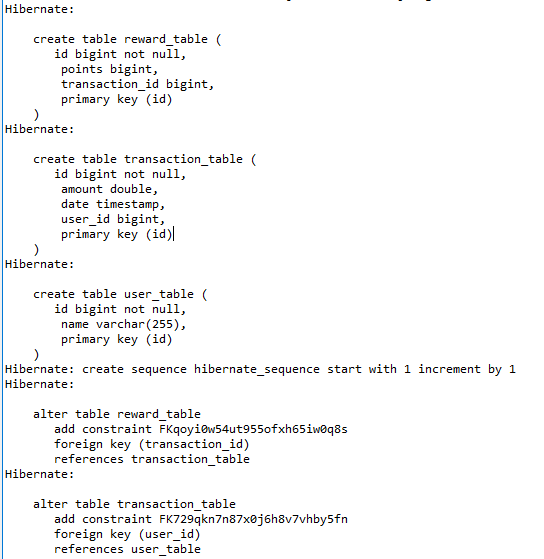 Hibernate:
create table reward_table (
id bigint not null,
points bigint,
transaction_id bigint,
primary key (id)
)
Hibernate:
create table transaction_table (
id bigint not null,
amount double,
date timestamp,
user_id bigint,
primary key (id)
)
Hibernate:
create table user_table (
id bigint not null,
name varchar(255),
primary key (id)
)
Hibernate: create sequence hibernate_sequence start with 1 increment by 1
Hibernate:
alter table reward_table
add constraint FKqoyi0w54ut955ofxh65iw0q8s
foreign key (transaction_id)
references transaction_table
Hibernate:
alter table transaction_table
add constraint FK729qkn7n87x0j6h8v7vhby5fn
foreign key (user_id)
references user_table